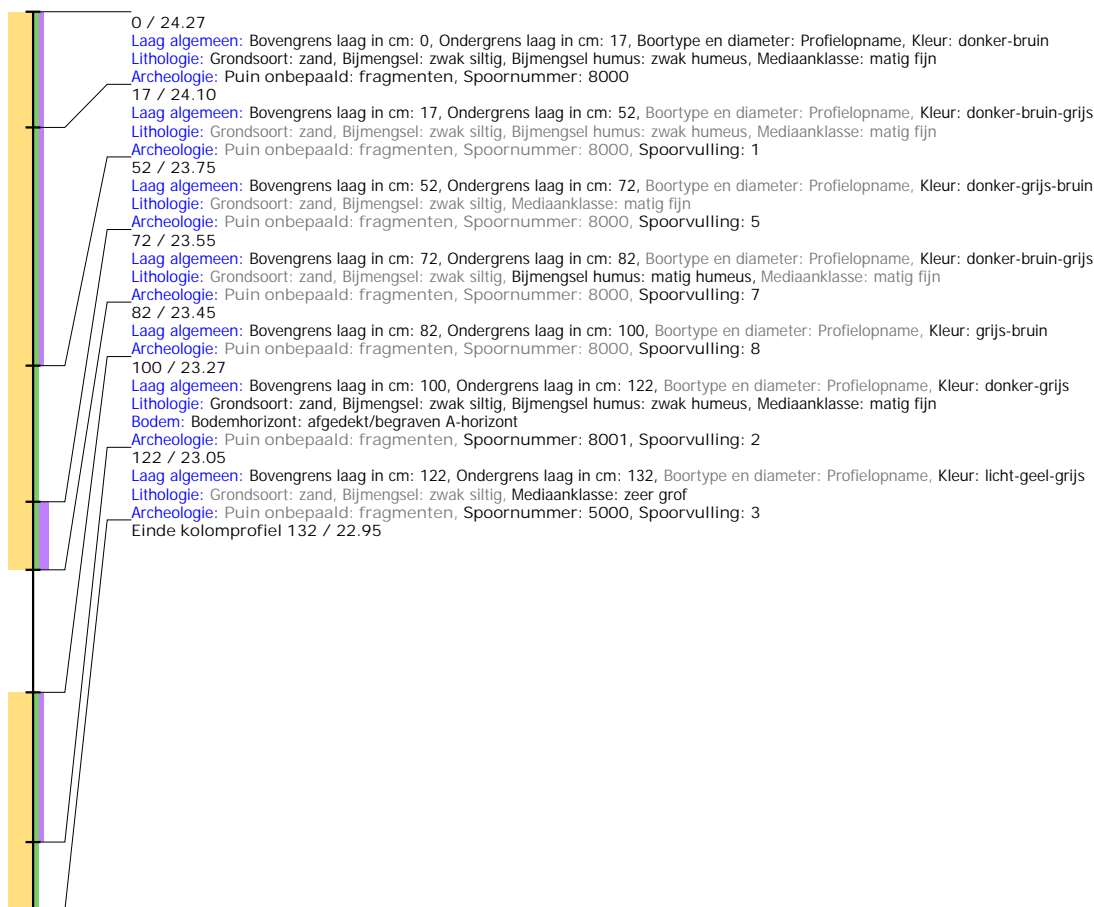 0 / 24.27
Laag algemeen: Bovengrens laag in cm: 0, Ondergrens laag in cm: 17, Boortype en diameter: Profielopname, Kleur: donker-bruin
Lithologie: Grondsoort: zand, Bijmengsel: zwak siltig, Bijmengsel humus: zwak humeus, Mediaanklasse: matig fijn
Archeologie: Puin onbepaald: fragmenten, Spoornummer: 8000
17 / 24.10
Laag algemeen: Bovengrens laag in cm: 17, Ondergrens laag in cm: 52, Boortype en diameter: Profielopname, Kleur: donker-bruin-grijs
Lithologie: Grondsoort: zand, Bijmengsel: zwak siltig, Bijmengsel humus: zwak humeus, Mediaanklasse: matig fijn
Archeologie: Puin onbepaald: fragmenten, Spoornummer: 8000, Spoorvulling: 1
52 / 23.75
Laag algemeen: Bovengrens laag in cm: 52, Ondergrens laag in cm: 72, Boortype en diameter: Profielopname, Kleur: donker-grijs-bruin
Lithologie: Grondsoort: zand, Bijmengsel: zwak siltig, Mediaanklasse: matig fijn
Archeologie: Puin onbepaald: fragmenten, Spoornummer: 8000, Spoorvulling: 5
72 / 23.55
Laag algemeen: Bovengrens laag in cm: 72, Ondergrens laag in cm: 82, Boortype en diameter: Profielopname, Kleur: donker-bruin-grijs
Lithologie: Grondsoort: zand, Bijmengsel: zwak siltig, Bijmengsel humus: matig humeus, Mediaanklasse: matig fijn
Archeologie: Puin onbepaald: fragmenten, Spoornummer: 8000, Spoorvulling: 7
82 / 23.45
Laag algemeen: Bovengrens laag in cm: 82, Ondergrens laag in cm: 100, Boortype en diameter: Profielopname, Kleur: grijs-bruin
Archeologie: Puin onbepaald: fragmenten, Spoornummer: 8000, Spoorvulling: 8
100 / 23.27
Laag algemeen: Bovengrens laag in cm: 100, Ondergrens laag in cm: 122, Boortype en diameter: Profielopname, Kleur: donker-grijs
Lithologie: Grondsoort: zand, Bijmengsel: zwak siltig, Bijmengsel humus: zwak humeus, Mediaanklasse: matig fijn
Bodem: Bodemhorizont: afgedekt/begraven A-horizont
Archeologie: Puin onbepaald: fragmenten, Spoornummer: 8001, Spoorvulling: 2
122 / 23.05
Laag algemeen: Bovengrens laag in cm: 122, Ondergrens laag in cm: 132, Boortype en diameter: Profielopname, Kleur: licht-geel-grijs
Lithologie: Grondsoort: zand, Bijmengsel: zwak siltig, Mediaanklasse: zeer grof
Archeologie: Puin onbepaald: fragmenten, Spoornummer: 5000, Spoorvulling: 3
Einde kolomprofiel 132 / 22.95